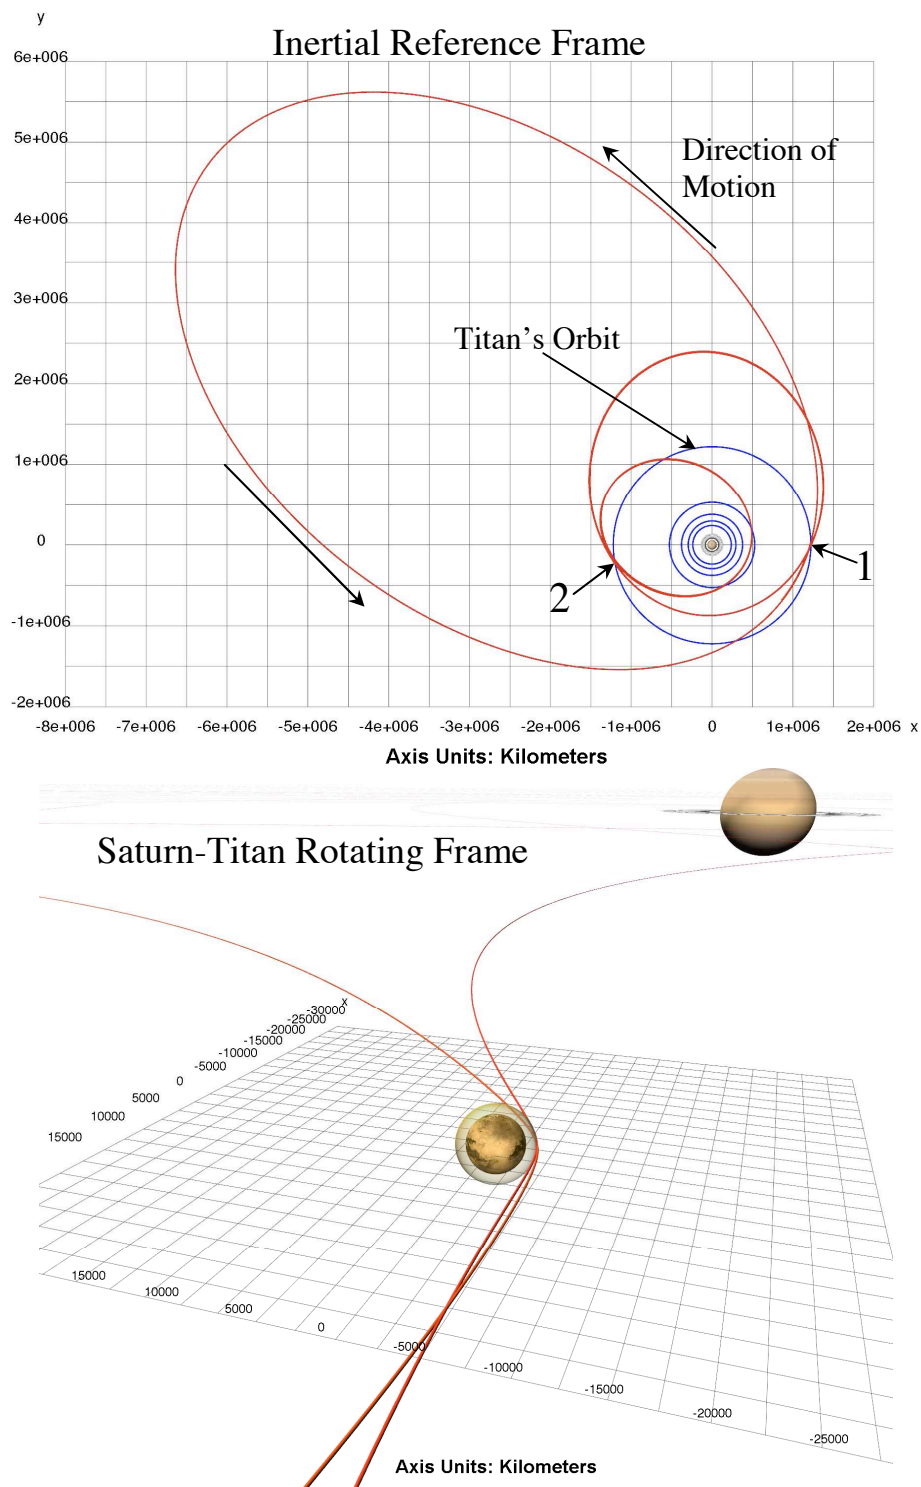 y
Inertial Reference Frame
6e+006
5e+006
Direction of
Motion
4e+006
3e+006
Titan’s Orbit
2e+006
1e+006
0
1
2
-1e+006
-2e+006
-8e+006 -7e+006 -6e+006 -5e+006 -4e+006 -3e+006 -2e+006 -1e+006 0 1e+006 2e+006 x
Axis Units: Kilometers
Saturn-Titan Rotating Frame
x
-30000
-25000
-20000
-15000
-10000
-5000
0
5000
10000
15000
15000
10000
5000
0
-5000
-10000
-15000
-20000
-25000
Axis Units: Kilometers